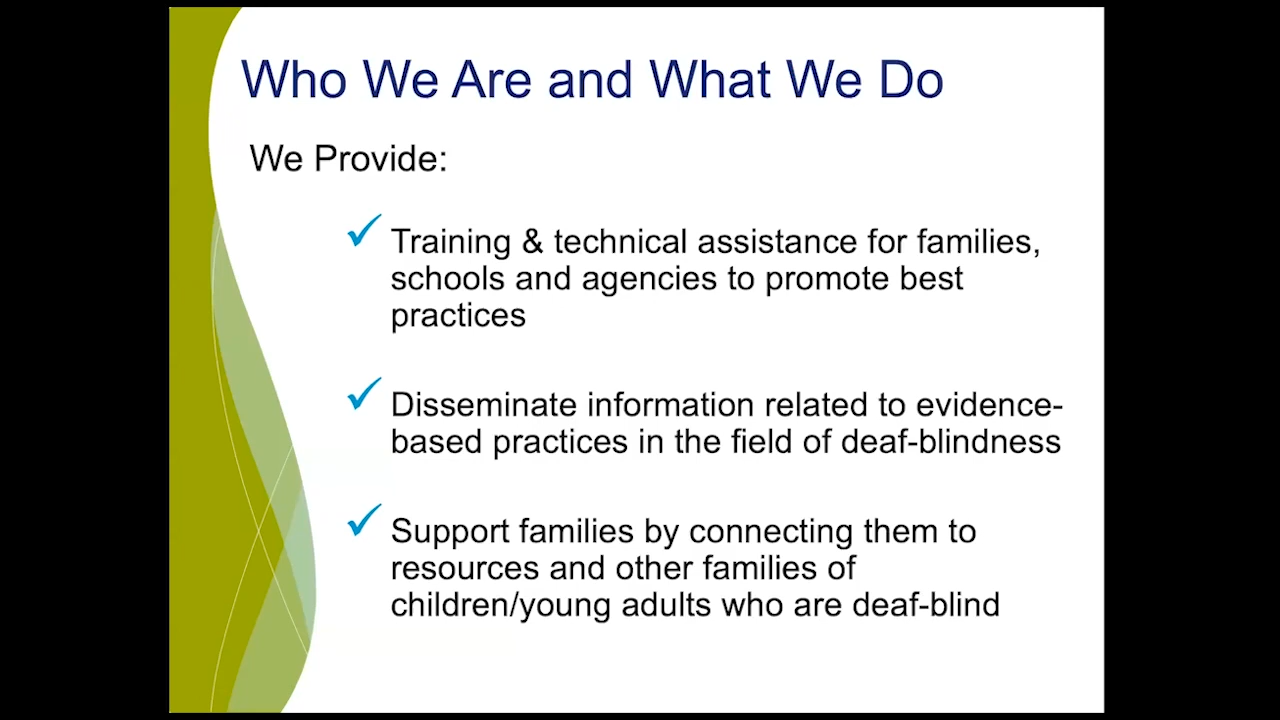 Who We Are and What We Do
We Provide:
Training & technical assistance for families,
schools and agencies to promote best
practices
Disseminate information related to evidence-
based practices in the field of deaf-blindness
Support families by connecting them to
resources and other families of
children/young adults who are deaf-blind